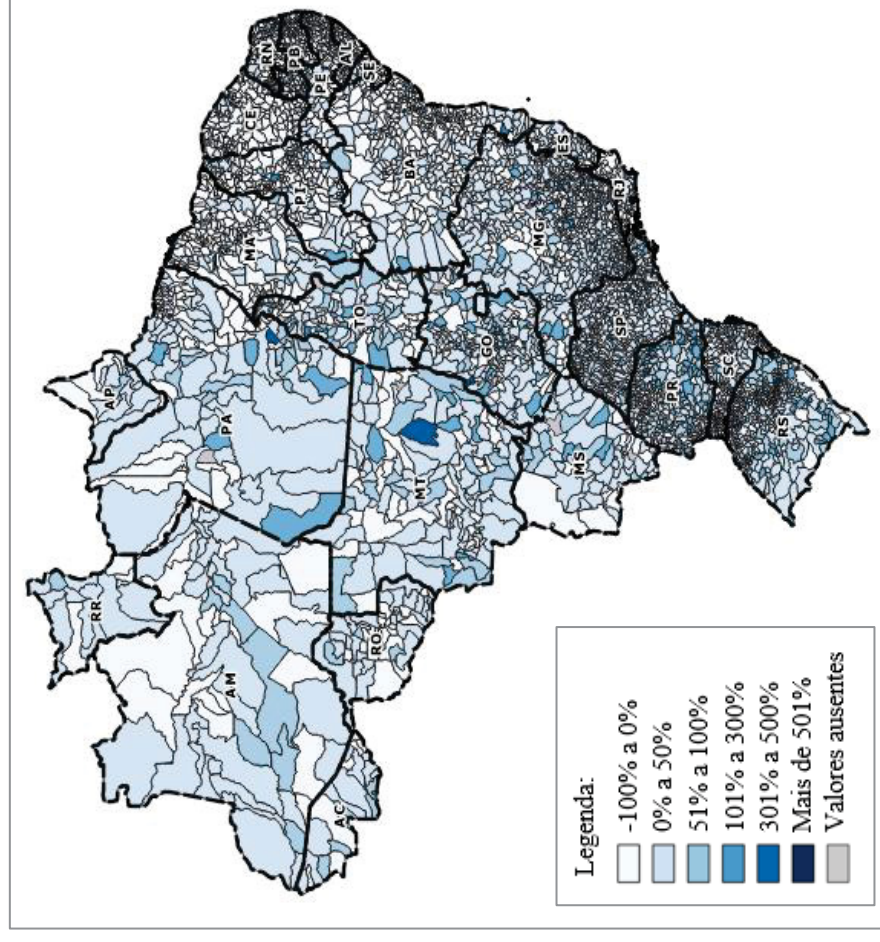 RR
AP
AM
PA
MA
CE
RN
PB
PE
AL
SE
PI
AC
RO
TO
BA
MT
GO
MG
ES
MS
SP
RJ
PR
SC
RS
Legenda:
-100% a 0%
0% a 50%
51% a 100%
101% a 300%
301% a 500%
Mais de 501%
Valores ausentes